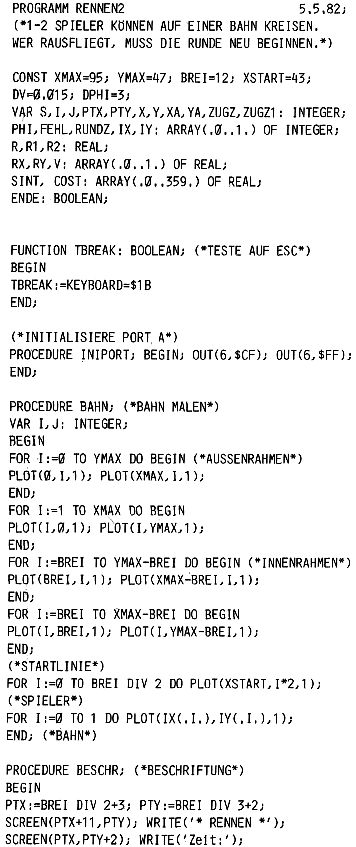 PROGRAMM RENNEN2 5.5.82;
(*1-2 SPIELER KÖNNEN AUF EINER BAHN KREISEN.
WER RAUSFLIEGT, MUSS DIE RUNDE NEU BEGINNEN.*)
CONST XMAX=95; YMAX=47; BREI=12; XSTART=43;
DV=0.015; DPHI=3;
VAR S,I,J,PTX,PTY,X,Y,XA,YA,ZUGZ,ZUGZ1: INTEGER;
PHI,FEHL,RUNDZ,IX,IY: ARRAY(.0..1.) OF INTEGER;
R,R1,R2: REAL;
RX,RY,V: ARRAY(.0..1.) OF REAL;
SINT, COST: ARRAY(.0..359.) OF REAL;
ENDE: BOOLEAN;
FUNCTION TBREAK: BOOLEAN; (*TESTE AUF ESC*)
BEGIN
TBREAK:=KEYBOARD=$1B
END;
(*INITIALISIERE PORT A*)
PROCEDURE INIPORT; BEGIN; OUT(6,$CF); OUT(6,$FF);
END;
PROCEDURE BAHN; (*BAHN MALEN*)
VAR I,J: INTEGER;
BEGIN
FOR I:=0 TO YMAX DO BEGIN (*AUSSENRAHMEN*)
PLOT(0,I,1); PLOT(XMAX,I,1);
END;
FOR I:=1 TO XMAX DO BEGIN
PLOT(I,0,1); PLOT(I,YMAX,1);
END;
FOR I:=BREI TO YMAX-BREI DO BEGIN (*INNENRAHMEN*)
PLOT(BREI,I,1); PLOT(XMAX-BREI,I,1);
END;
FOR I:=BREI TO XMAX-BREI DO BEGIN
PLOT(I,BREI,1); PLOT(I,YMAX-BREI,1);
END;
(*STARTLINIE*)
FOR I:=0 TO BREI DIV 2 DO PLOT(XSTART,I*2,1);
(*SPIELER*)
FOR I:=0 TO 1 DO PLOT(IX(.I.),IY(.I.),1);
END; (*BAHN*)
PROCEDURE BESCHR; (*BESCHRIFTUNG*)
BEGIN
PTX:=BREI DIV 2+3; PTY:=BREI DIV 3+2;
SCREEN(PTX+11,PTY); WRITE('* RENNEN *');
SCREEN(PTX,PTY+2); WRITE('Zeit:');